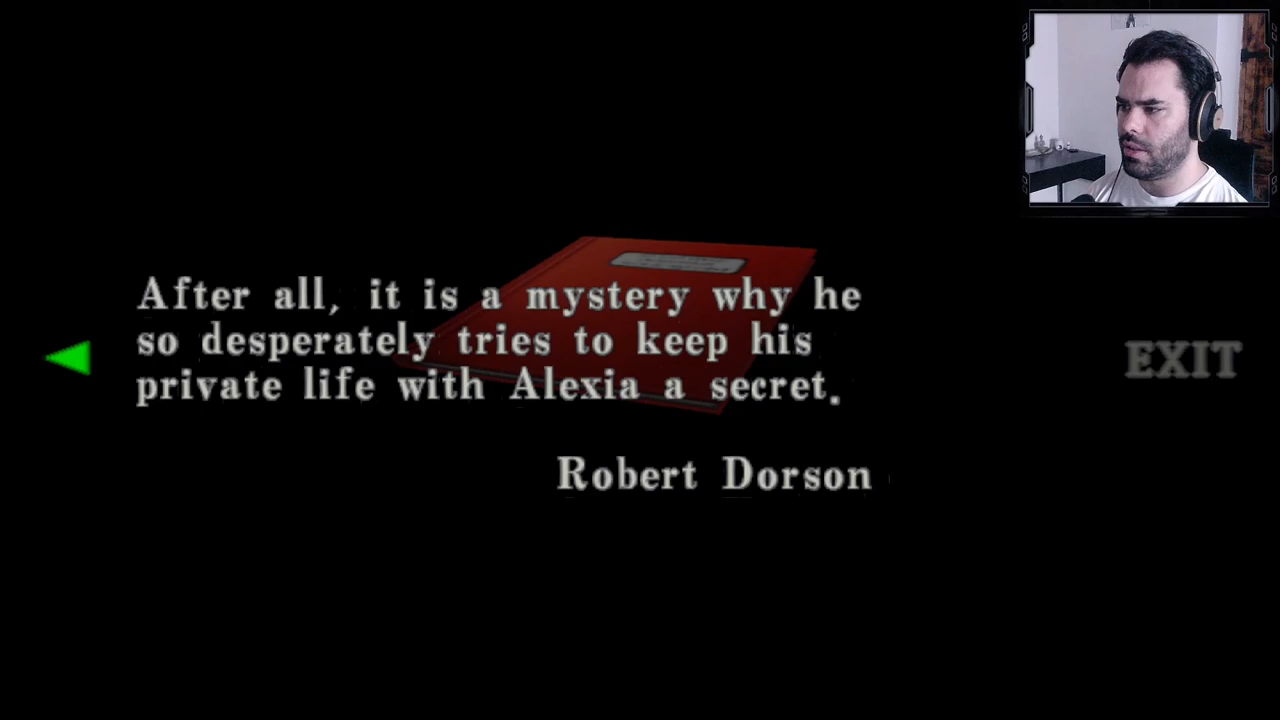 After all, it is a mystery why he
so desperately tries to keep his
private life with Alexia a secret.
EXIT
Robert Dorson